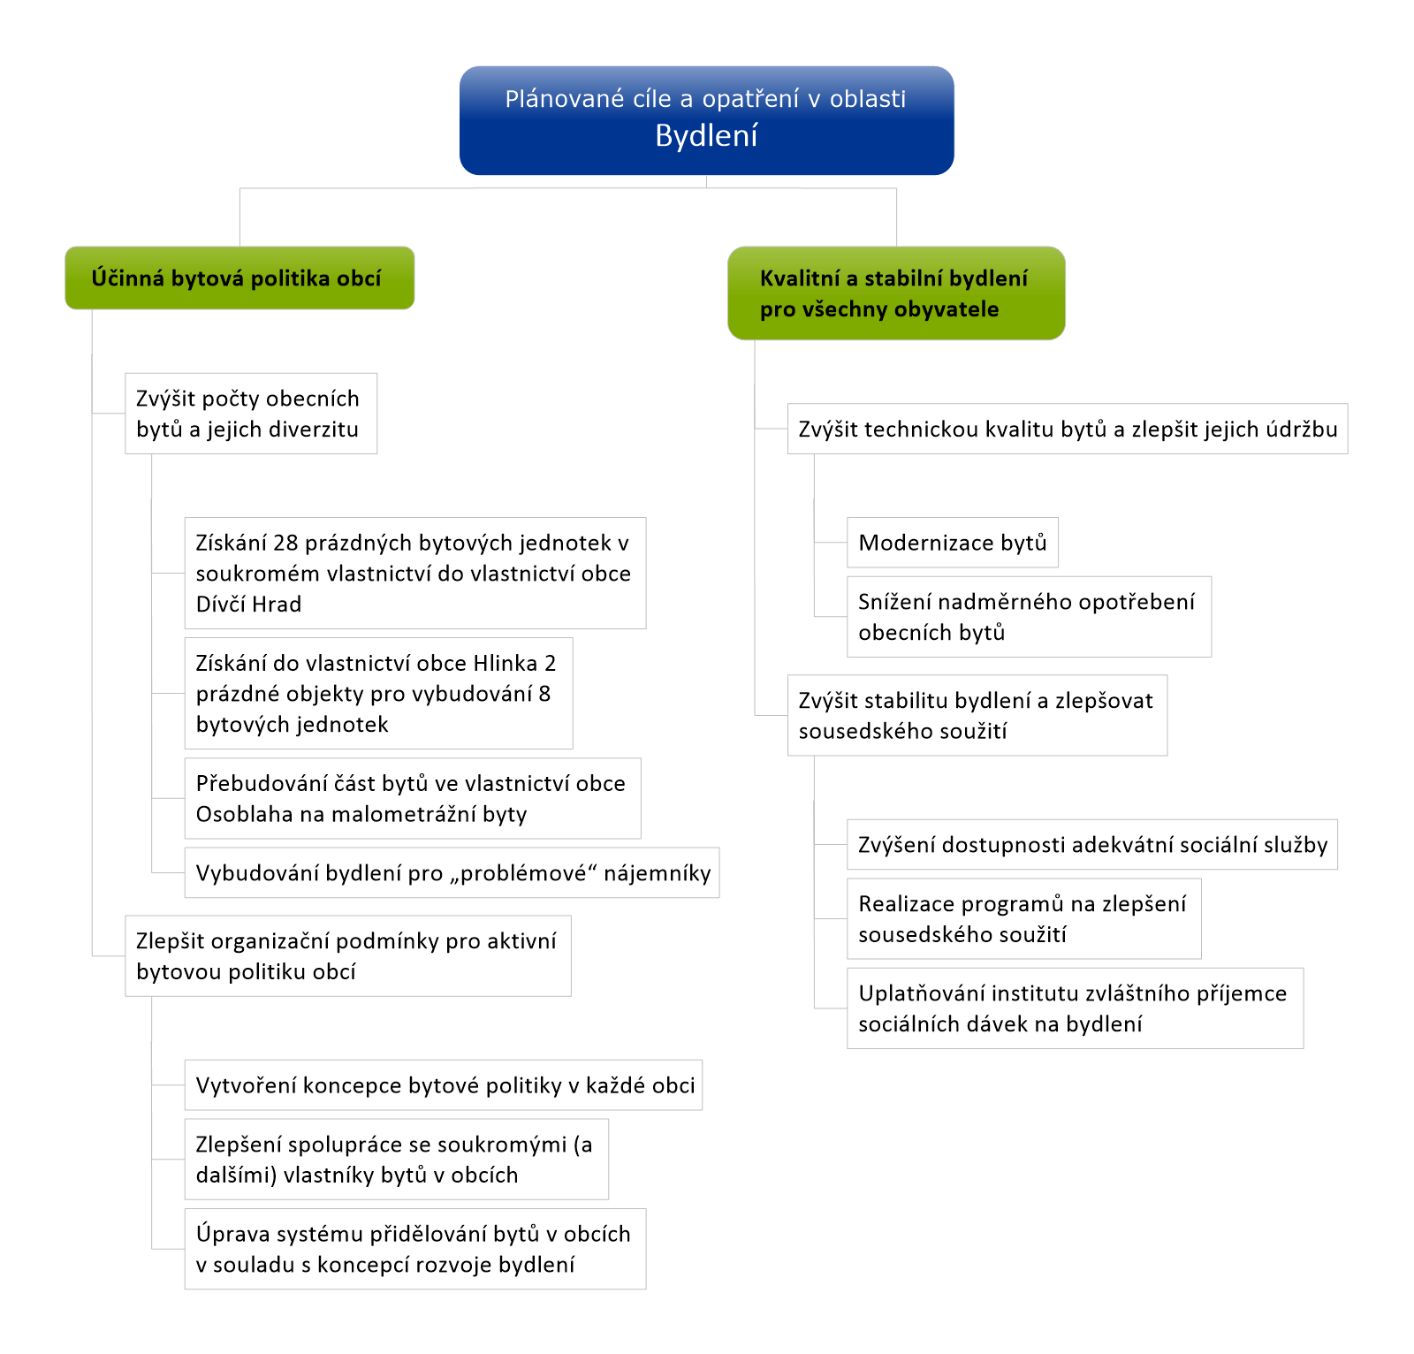 Plánované cíle a opatření v oblasti
Bydlení
Účinná bytová politika obcí
Zvýšit počty obecních
bytů a jejich diverzitu
Získání 28 prázdných bytových jednotek v
soukromém vlastnictví do vlastnictví obce
Dívčí Hrad
Získání do vlastnictví obce Hlinka 2
prázdné objekty pro vybudování 8
bytových jednotek
Přebudování část bytů ve vlastnictví obce
Osoblaha na malometrážní byty
Vybudování bydlení pro „problémové“ nájemníky
Zlepšit organizační podmínky pro aktivní
bytovou politiku obcí
Vytvoření koncepce bytové politiky v každé obci
Zlepšení spolupráce se soukromými (a
dalšími) vlastníky bytů v obcích
Úprava systému přidělování bytů v obcích
v souladu s koncepcí rozvoje bydlení
Kvalitní a stabilní bydlení
pro všechny obyvatele
Zvýšit technickou kvalitu bytů a zlepšit jejich údržbu
Modernizace bytů
Snížení nadměrného opotřebení
obecních bytů
Zvýšit stabilitu bydlení a zlepšovat
sousedského soužití
Zvýšení dostupnosti adekvátní sociální služby
Realizace programů na zlepšení
sousedského soužití
Uplatňování institutu zvláštního příjemce
sociálních dávek na bydlení